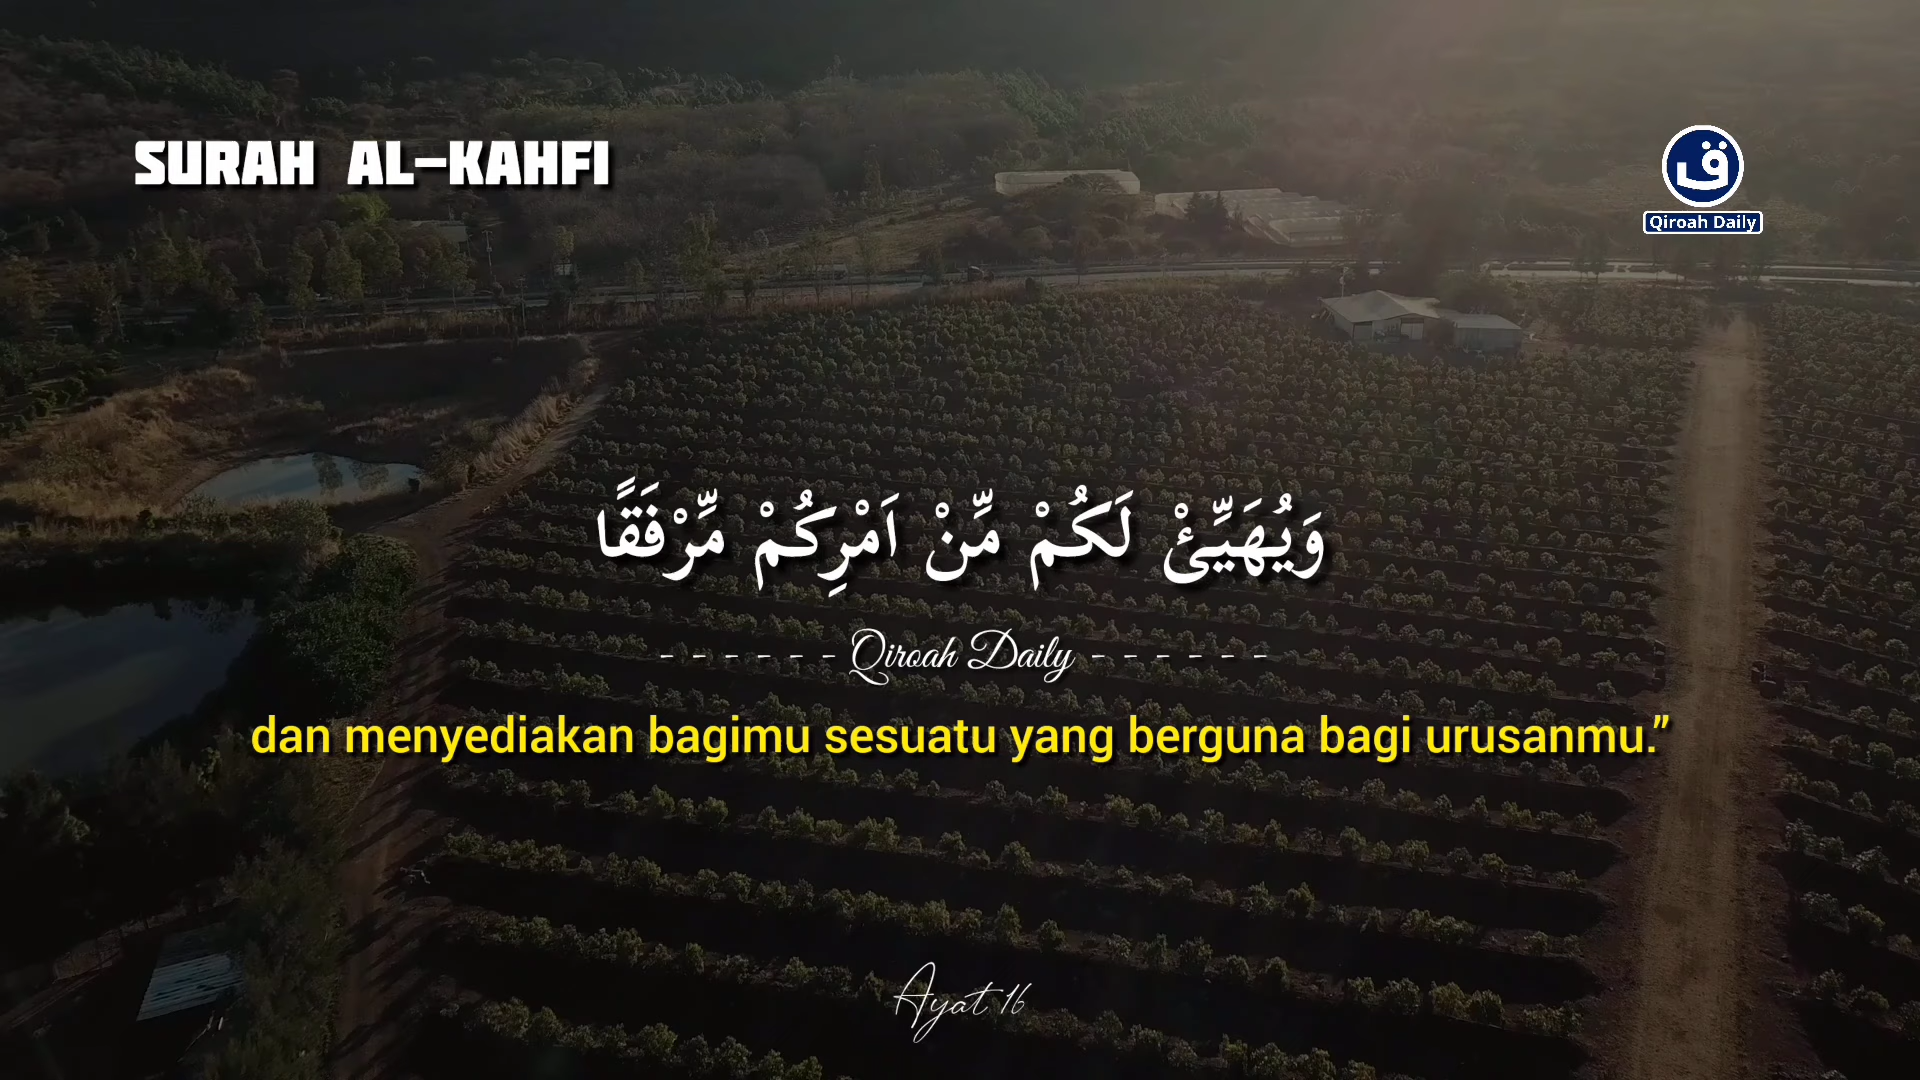 SURAH AL-KAHFI
ق
Qiroah Daily
وَيُهَيِّئْ لَكُمْ مِّنْ اَمْرِكُمْ مِّرْفَقًا
- - - - - - Qiroah Daily - - - - - -
dan menyediakan bagimu sesuatu yang berguna bagi urusanmu.”
Ayat 16